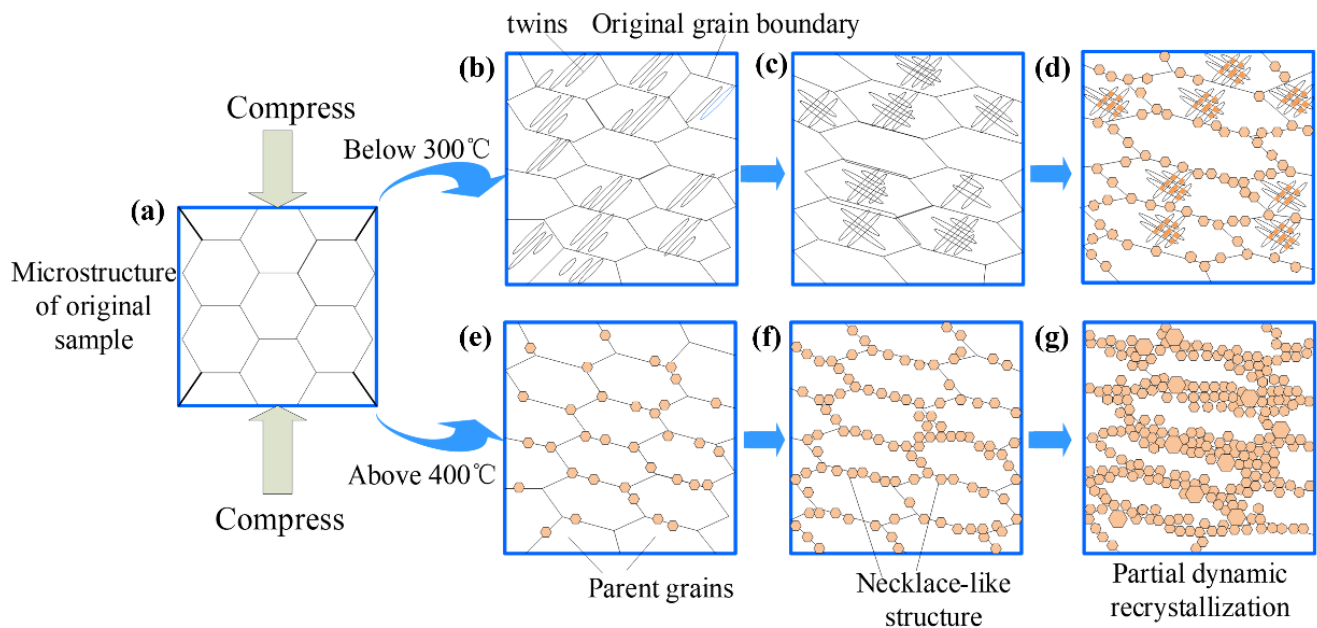 twins Original grain boundary
(b)
(c)
(d)
Compress
Below 300℃
(a)
Microstructure
of original
sample
(e)
(f)
(g)
Above 400℃
Compress
Parent grains
Necklace-like
structure
Partial dynamic
recrystallization